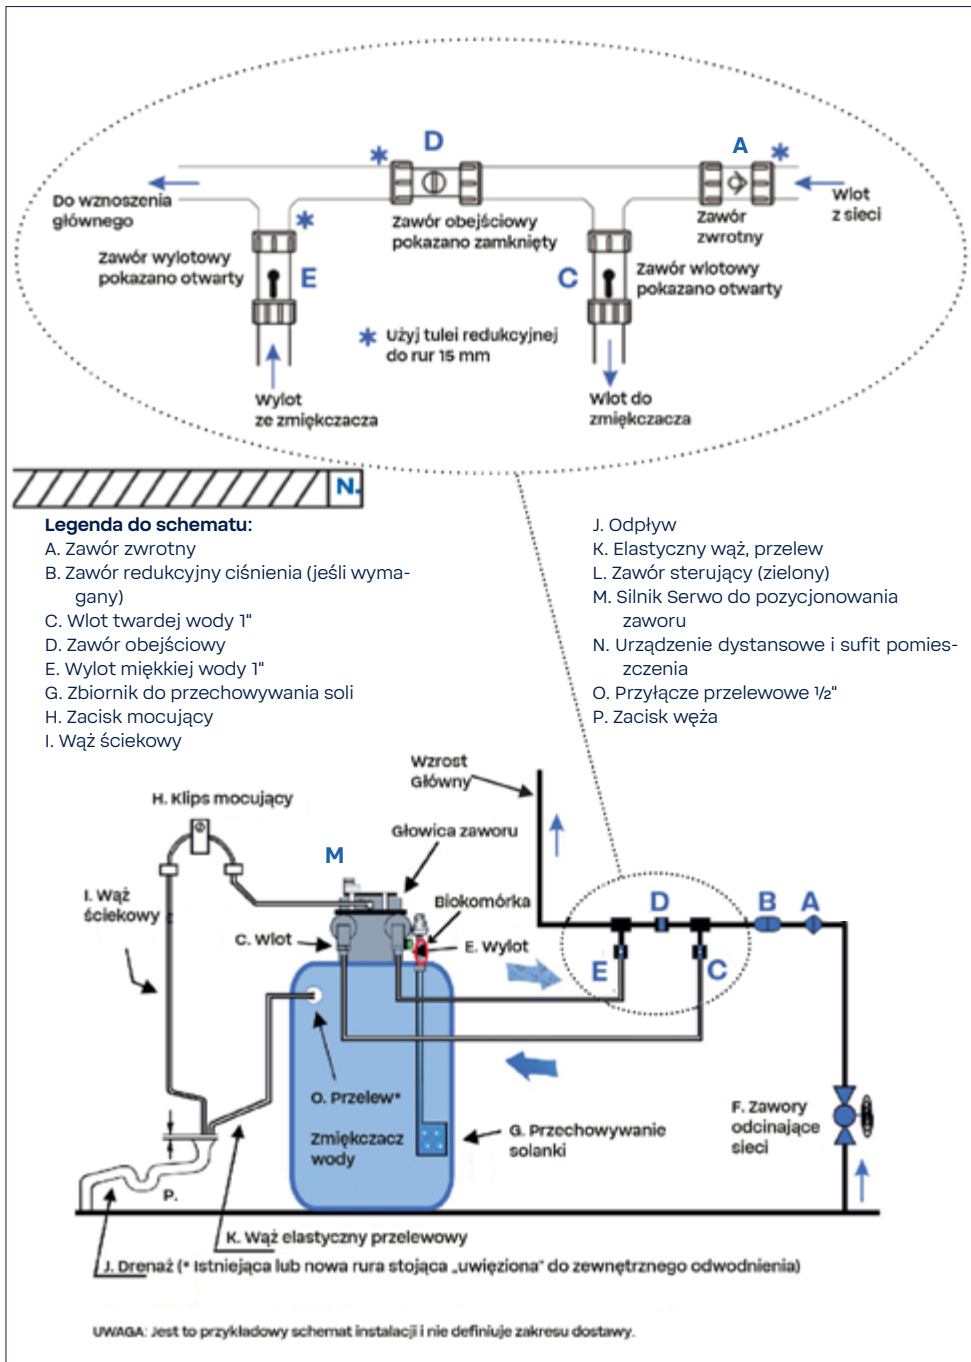 D
A
Do wznoszenia
głównego
Zawór obejściowy
pokazano zamknięty
Zawór
zwrotny
Wlot
z sieci
Zawór wylotowy
pokazano otwarty
E
C
Zawór wlotowy
pokazano otwarty
* Użyj tulei redukcyjnej
do rur 15 mm
Wylot
ze zmiękczacza
Wlot do
zmiękczacza
N.
Legenda do schematu:
A. Zawór zwrotny
B. Zawór redukcyjny ciśnienia (jeśli wyma-
gany)
C. Wlot twardej wody 1"
D. Zawór obejściowy
E. Wylot miękkiej wody 1"
G. Zbiornik do przechowywania soli
H. Zacisk mocujący
I. Wąż ściekowy
J. Odpływ
K. Elastyczny wąż, przelew
L. Zawór sterujący (zielony)
M. Silnik Serwo do pozycjonowania
zaworu
N. Urządzenie dystansowe i sufit pomies-
zczenia
O. Przyłącze przelewowe ½"
P. Zacisk węża
Wzrost
Główny
H. Klips mocujący
Głowica zaworu
M
I. Wąż
ściekowy
Biokomórka
C. Wlot
E. Wylot
D
B
A
E
C
O. Przelew*
Zmiękczacz
wody
G. Przechowywanie
solanki
F. Zawory
odcinające
sieci
P.
K. Wąż elastyczny przelewowy
J. Drenaż (* Istniejąca lub nowa rura stojąca „uwięziona" do zewnętrznego odwodnienia)
UWAGA: Jest to przykładowy schemat instalacji i nie definiuje zakresu dostawy.